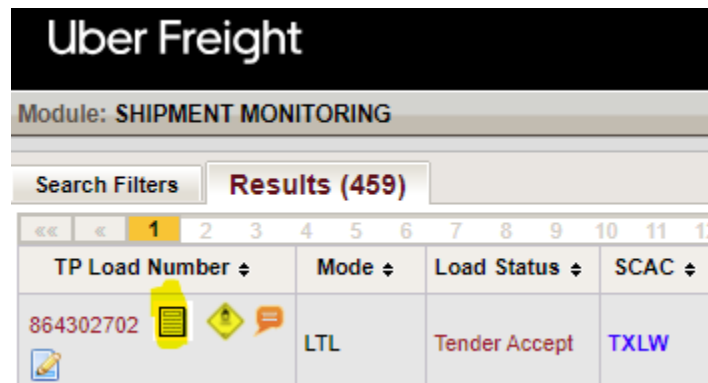 Uber Freight
Module: SHIPMENT MONITORING
Search Filters Results (459)
«« « 1 2 3 4 5 6 7 8 9 10 11
TP Load Number Mode Load Status SCAC
864302702 LTL Tender Accept TXLW